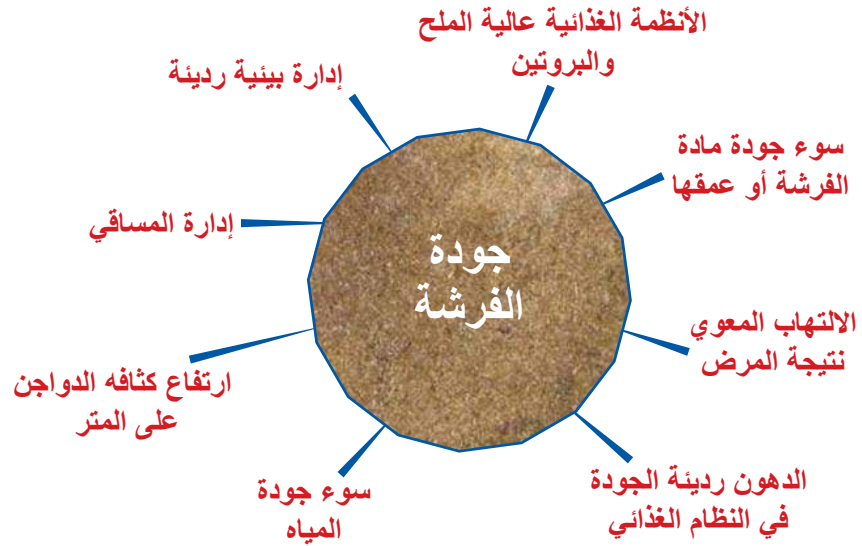 الأنظمة الغذائية عالية الملح
والبروتين
سوء جودة مادة
الفرشة أو عمقها
الالتهاب المعوي
نتيجة المرض
الدهون رديئة الجودة
في النظام الغذائي
سوء جودة
المياه
ارتفاع كثافه الدواجن
على المتر
إدارة المساقي
إدارة بيئية رديئة
جودة
الفرشة